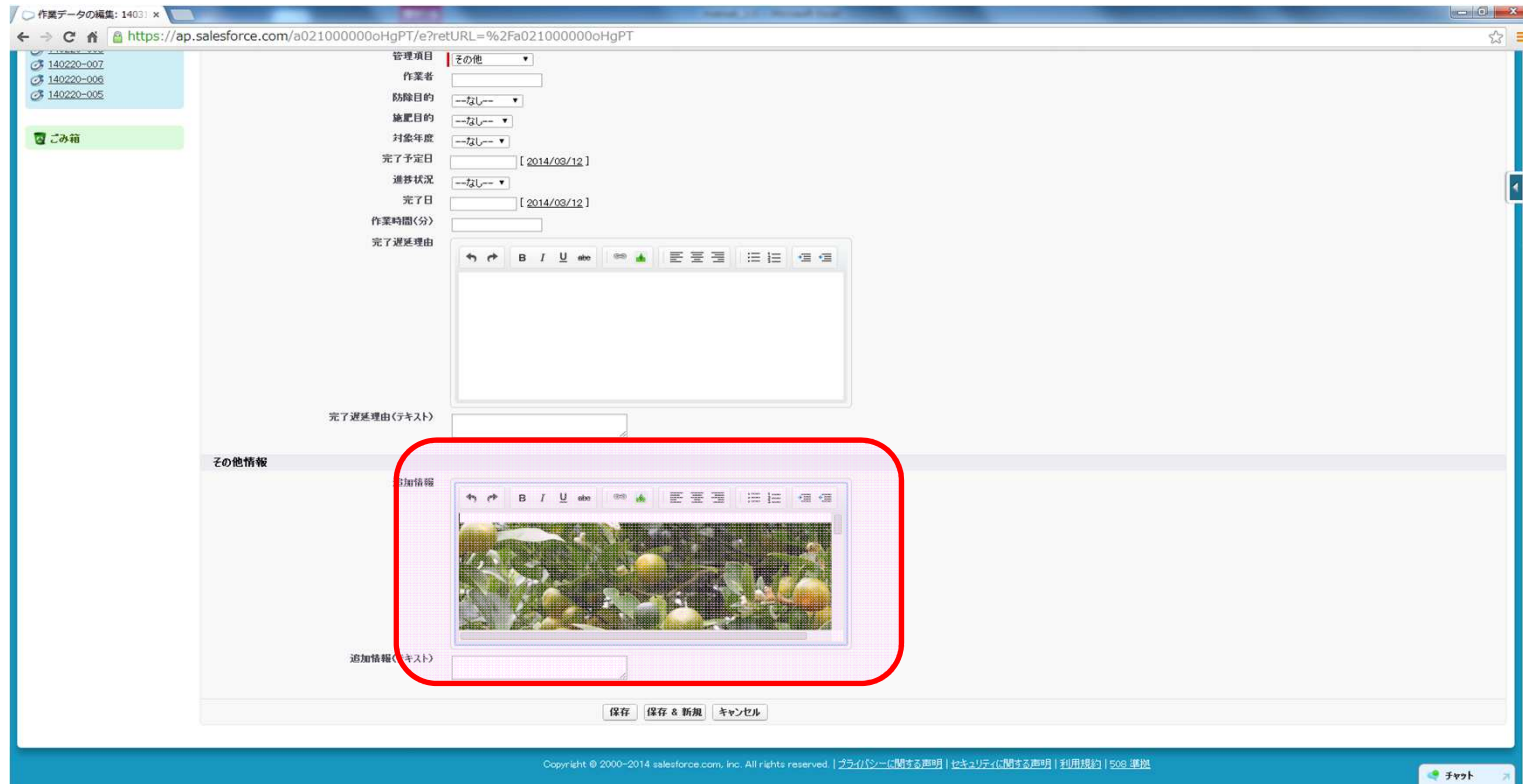 作業データの編集: 1403
https://ap.salesforce.com/a021000000oHgPT/e?retURL=%2Fa021000000oHgPT
140220-007
140220-006
140220-005
ごみ箱
管理項目 その他
作業者
防除目的 --なし--
施肥目的 --なし--
対象年度 --なし--
完了予定日 [ 2014/03/12 ]
進捗状況 --なし--
完了日 [ 2014/03/12 ]
作業時間(分)
完了遅延理由
B I U abc
完了遅延理由(テキスト)
その他情報
追加情報
B I U abc
追加情報(テキスト)
保存 保存 & 新規 キャンセル
Copyright © 2000-2014 salesforce.com, inc. All rights reserved. | プライバシーに関する声明 | セキュリティに関する声明 | 利用規約 | 508 準拠
チャット